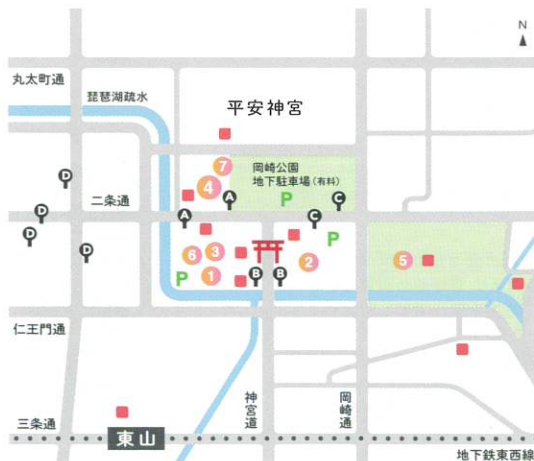 N
丸太町通
琵琶湖疏水
平安神宮
7
岡崎公園
地下駐車場(有料)
4
D
A
P
C
二条通
D
A
D
D
P
6
3
5
P
1
B
B
2
仁王門通
神宮道
岡崎通
三条通
東山
地下鉄東西線